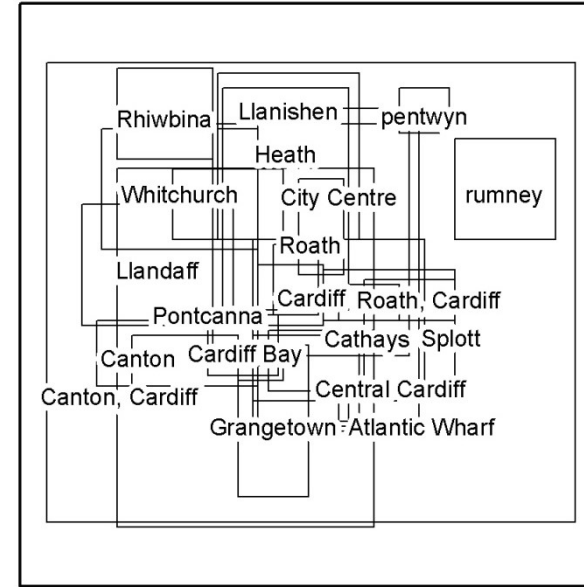 Rhiwbina
Llanishen
pentwyn
Heath
Whitchurch
City Centre
rumney
Roath
Llandaff
Cardiff
Roath, Cardiff
Pontcanna
Cathays
Splott
Canton
Cardiff Bay
Canton, Cardiff
Central Cardiff
Grangetown
Atlantic Wharf